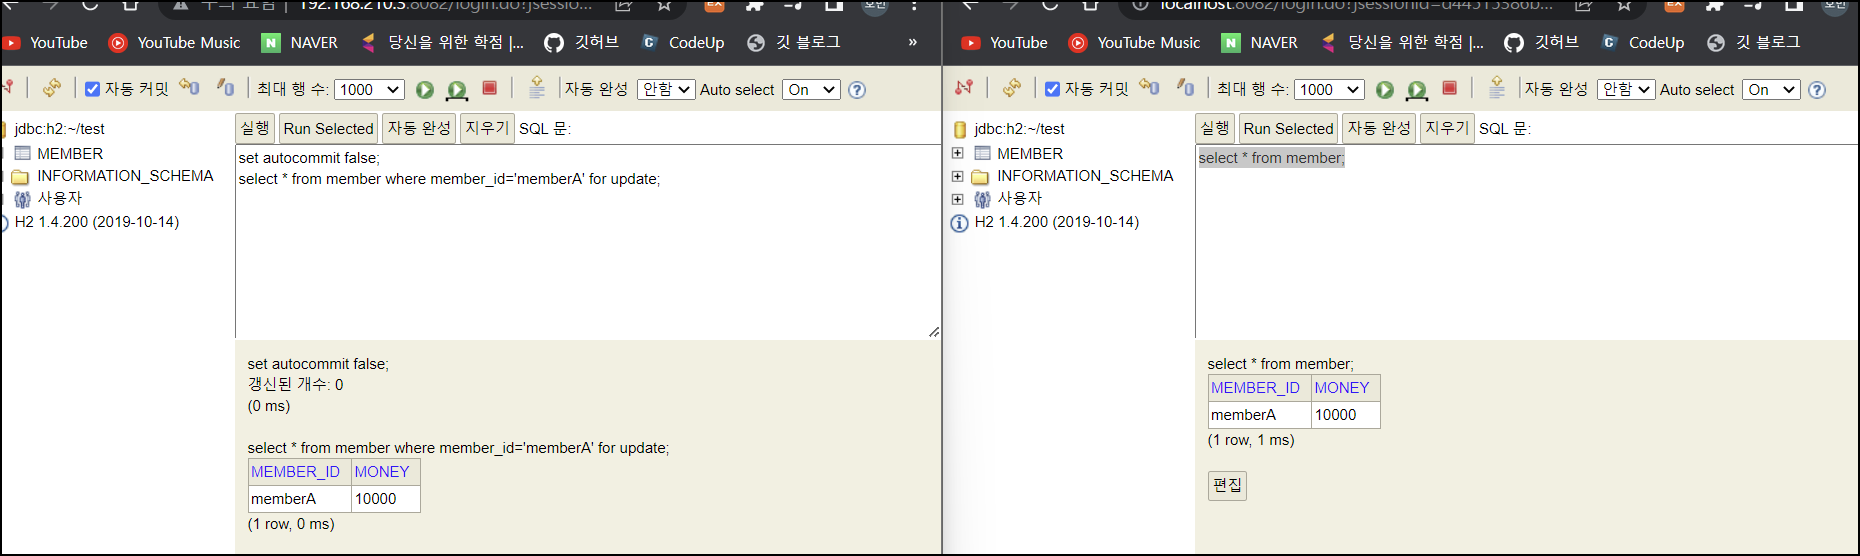 192.168.210.3:8082/login.do?jsessio...
YouTube
YouTube Music
NAVER
당신을 위한 학점 |...
깃허브
CodeUp
깃 블로그
»
자동 커밋
최대 행 수: 1000
자동 완성 안함
Auto select On
jdbc:h2:~/test
MEMBER
INFORMATION_SCHEMA
사용자
H2 1.4.200 (2019-10-14)
실행 Run Selected 자동 완성 지우기 SQL 문:
set autocommit false;
select * from member where member_id='memberA' for update;
set autocommit false;
갱신된 개수: 0
(0 ms)
select * from member where member_id='memberA' for update;
MEMBER_ID MONEY
memberA 10000
(1 row, 0 ms)
localhost:8082/login.do?jsessionid=d44515386b...
YouTube
YouTube Music
NAVER
당신을 위한 학점 |...
깃허브
CodeUp
깃 블로그
자동 커밋
최대 행 수: 1000
자동 완성 안함
Auto select On
jdbc:h2:~/test
MEMBER
INFORMATION_SCHEMA
사용자
H2 1.4.200 (2019-10-14)
실행 Run Selected 자동 완성 지우기 SQL 문:
select * from member;
select * from member;
MEMBER_ID MONEY
memberA 10000
(1 row, 1 ms)
편집